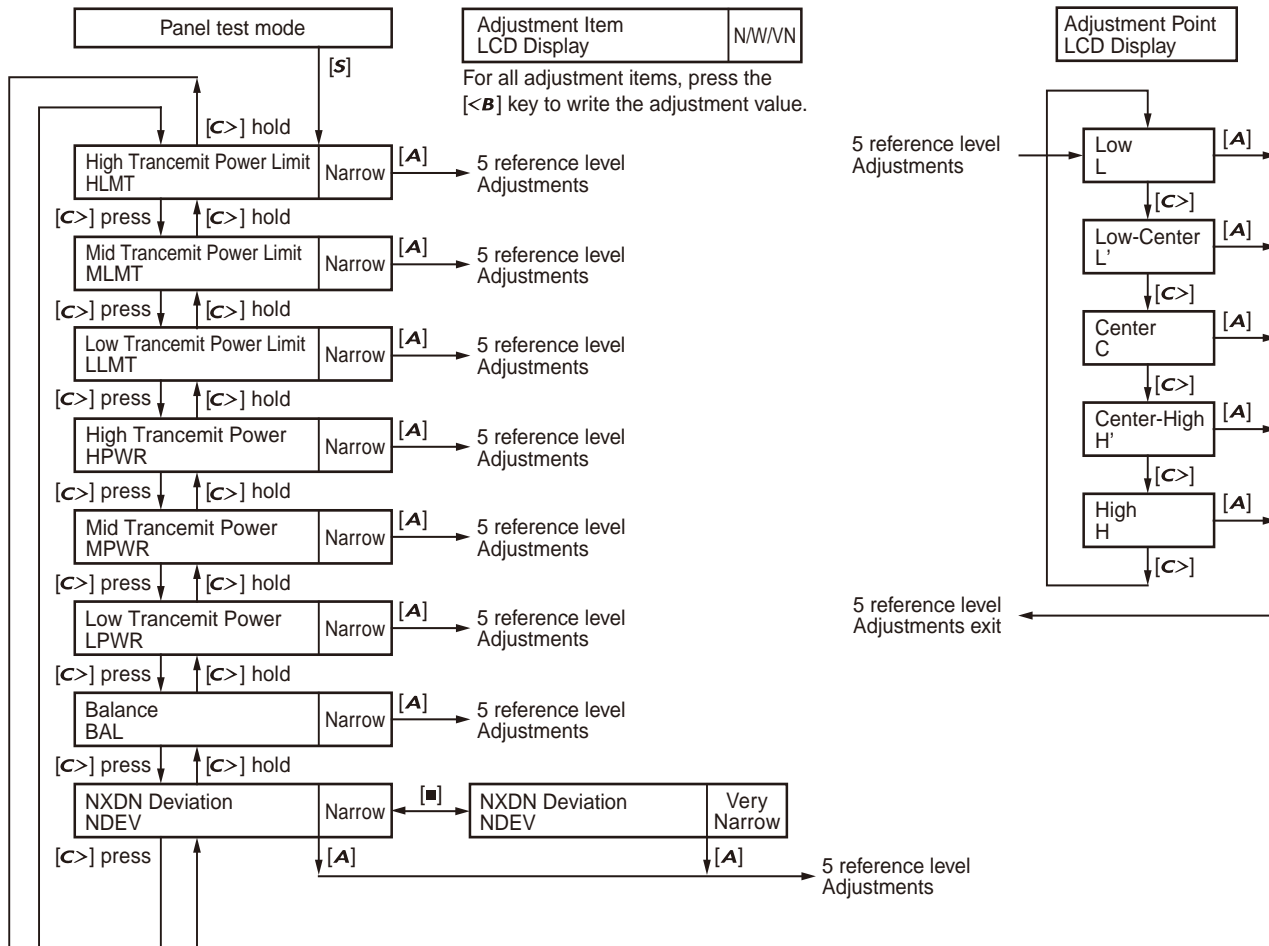 Panel test mode
Adjustment Item
LCD Display
N/W/VN
For all adjustment items, press the
[<B] key to write the adjustment value.
[S]
[C>] hold
High Trancemit Power Limit
HLMT
Narrow
[A]
5 reference level
Adjustments
[C>] press
[C>] hold
Mid Trancemit Power Limit
MLMT
Narrow
[A]
5 reference level
Adjustments
[C>] press
[C>] hold
Low Trancemit Power Limit
LLMT
Narrow
[A]
5 reference level
Adjustments
[C>] press
[C>] hold
High Trancemit Power
HPWR
Narrow
[A]
5 reference level
Adjustments
[C>] press
[C>] hold
Mid Trancemit Power
MPWR
Narrow
[A]
5 reference level
Adjustments
[C>] press
[C>] hold
Low Trancemit Power
LPWR
Narrow
[A]
5 reference level
Adjustments
[C>] press
[C>] hold
Balance
BAL
Narrow
[A]
5 reference level
Adjustments
[C>] press
[C>] hold
NXDN Deviation
NDEV
Narrow
[■]
NXDN Deviation
NDEV
Very
Narrow
[C>] press
[A]
[A]
5 reference level
Adjustments
Adjustment Point
LCD Display
5 reference level
Adjustments
Low
L
[A]
[C>]
Low-Center
L'
[A]
[C>]
Center
C
[A]
[C>]
Center-High
H'
[A]
[C>]
High
H
[A]
[C>]
5 reference level
Adjustments exit